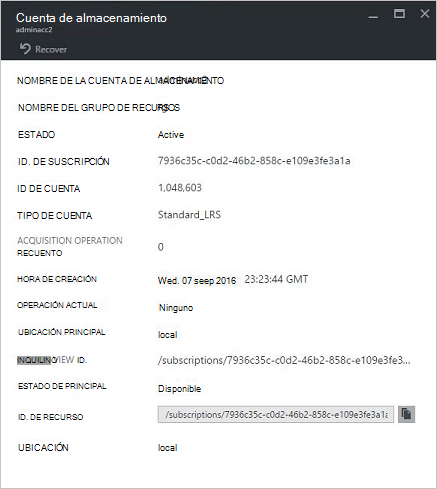 Cuenta de almacenamiento
adminacc2
Recover
NOMBRE DE LA CUENTA DE ALMACENAMIENTO
NOMBRE DEL GRUPO DE RECURSOS
ESTADO Active
ID. DE SUSCRIPCIÓN 7936c35c-c0d2-46b2-858c-e109e3fe3a1a
ID DE CUENTA 1,048,603
TIPO DE CUENTA Standard_LRS
ACQUISITION OPERATION
RECUENTO 0
HORA DE CREACIÓN Wed. 07 seep 2016 23:23:44 GMT
OPERACIÓN ACTUAL Ninguno
UBICACIÓN PRINCIPAL local
INQUILINO VIEW ID. /subscriptions/7936c35c-c0d2-46b2-858c-e109e3fe3...
ESTADO DE PRINCIPAL Disponible
ID. DE RECURSO /subscriptions/7936c35c-c0d2-46b2-858c-e109e3fe3a1a
UBICACIÓN local